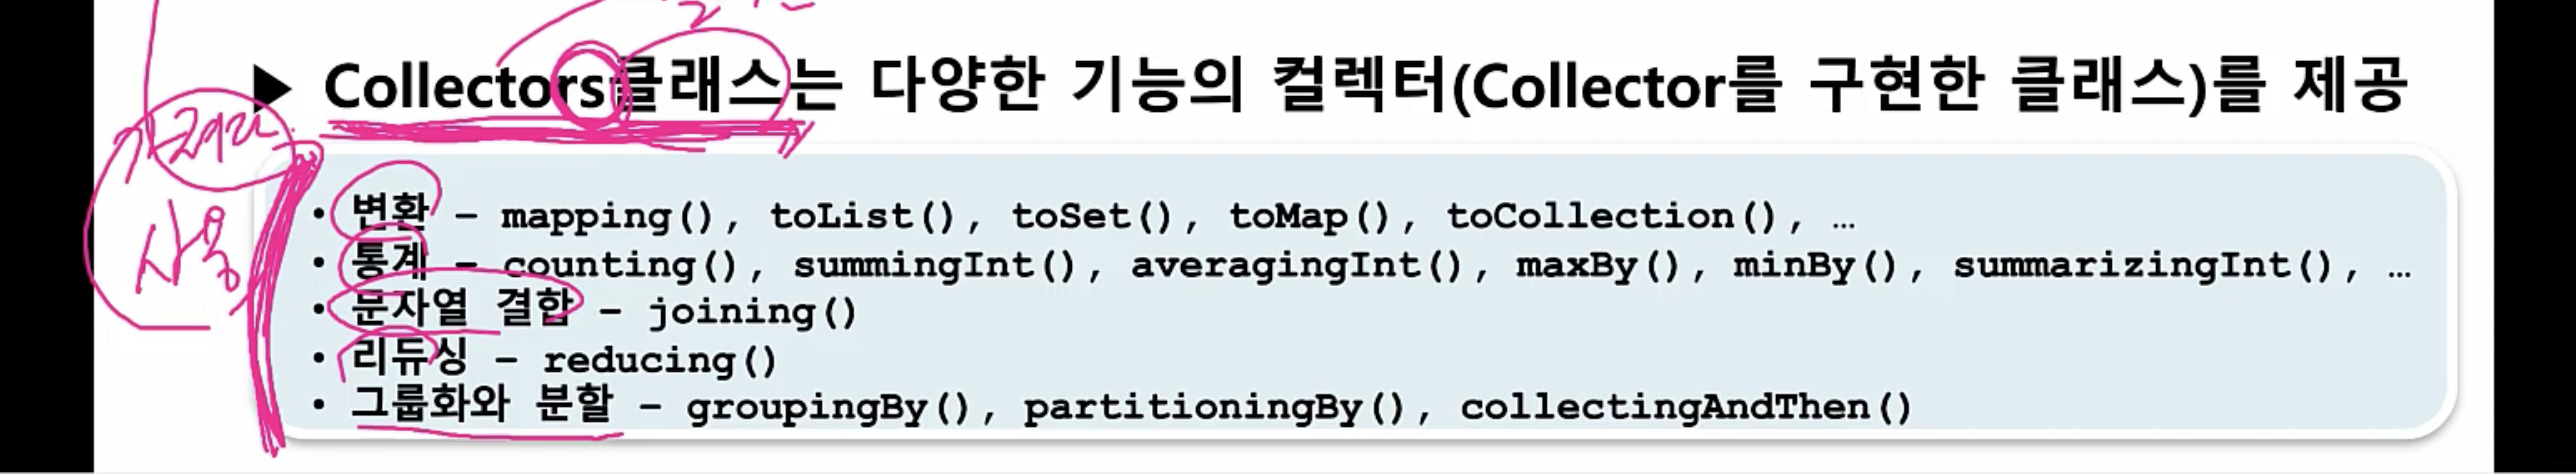 ▶ Collectors클래스는 다양한 기능의 컬렉터(Collector를 구현한 클래스)를 제공
• 변환 – mapping(), toList(), toSet(), toMap(), toCollection(), …
• 통계 – counting(), summingInt(), averagingInt(), maxBy(), minBy(), summarizingInt(), …
• 문자열 결합 – joining()
• 리듀싱 – reducing()
• 그룹화와 분할 – groupingBy(), partitioningBy(), collectingAndThen()
사용